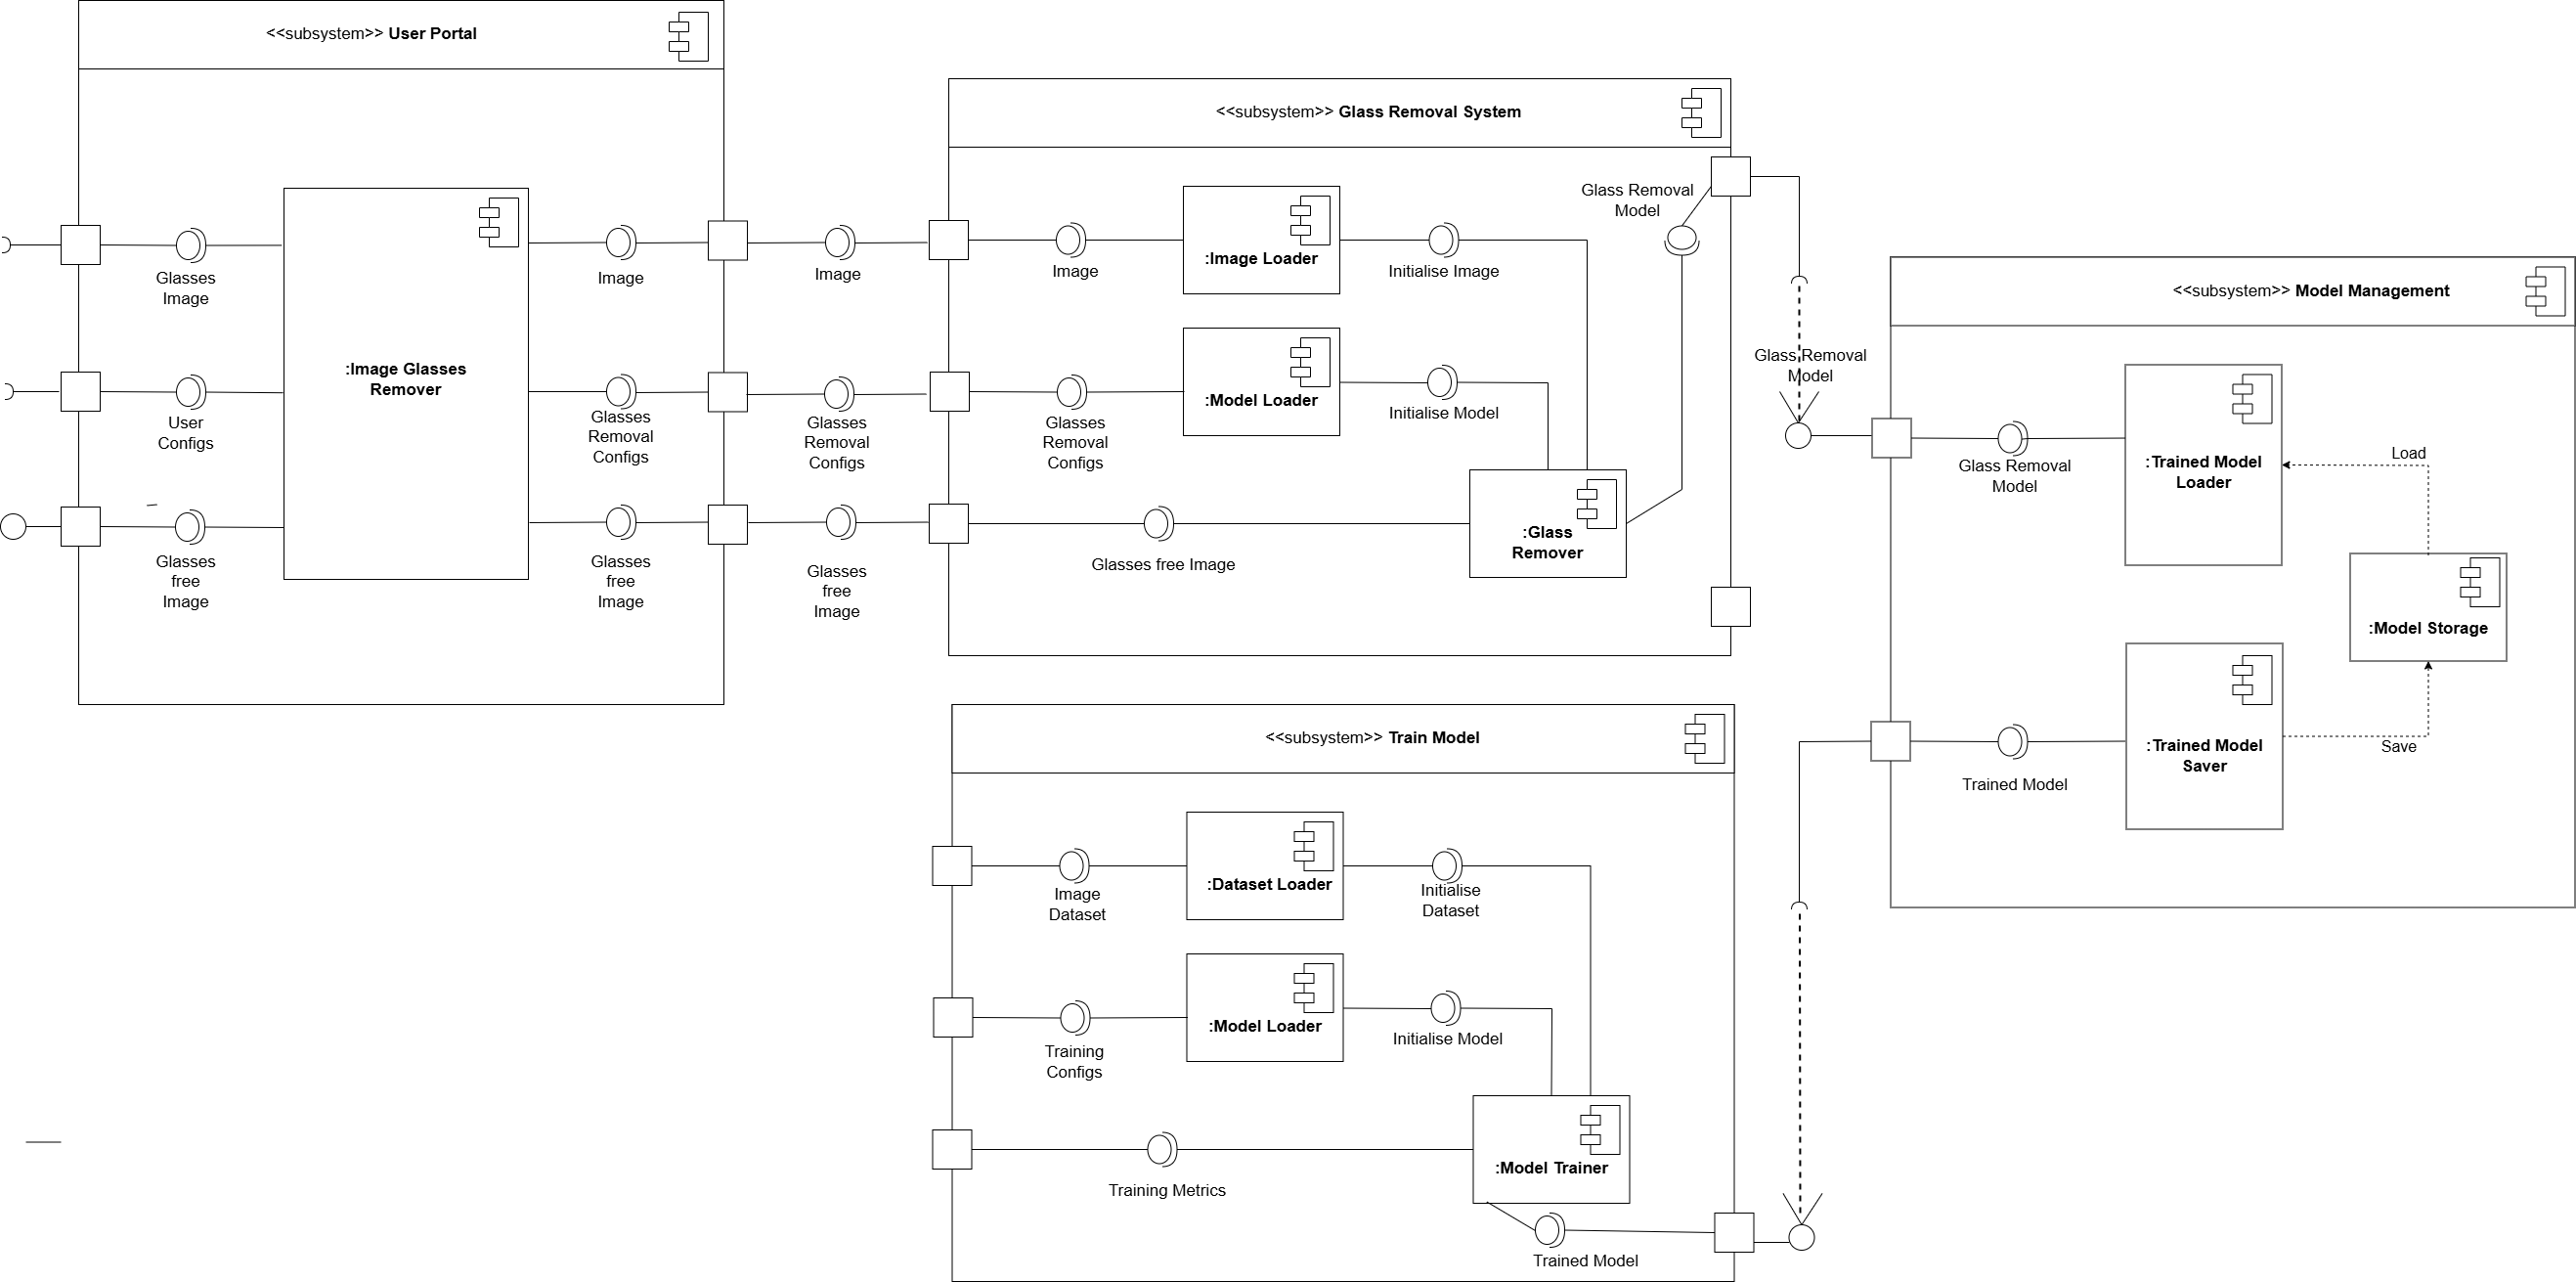 <<subsystem>> User Portal
Glasses
Image
User
Configs
Glasses
free
Image
:Image Glasses
Remover
Image
Glasses
Removal
Configs
Glasses
free
Image
Image
Glasses
Removal
Configs
Glasses
free
Image
<<subsystem>> Glass Removal System
Image
:Image Loader
Initialise Image
Glass Removal
Model
Glasses
Removal
Configs
:Model Loader
Initialise Model
Glasses free Image
:Glass
Remover
Glass Removal
Model
<<subsystem>> Model Management
Glass Removal
Model
:Trained Model
Loader
Load
:Model Storage
Trained Model
:Trained Model
Saver
Save
<<subsystem>> Train Model
Image
Dataset
:Dataset Loader
Initialise
Dataset
Training
Configs
:Model Loader
Initialise Model
Training Metrics
:Model Trainer
Trained Model